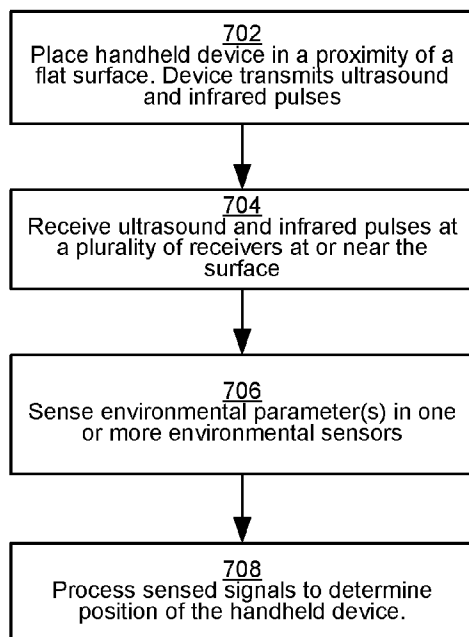 702
Place handheld device in a proximity of a
flat surface. Device transmits ultrasound
and infrared pulses
704
Receive ultrasound and infrared pulses at
a plurality of receivers at or near the
surface
706
Sense environmental parameter(s) in one
or more environmental sensors
708
Process sensed signals to determine
position of the handheld device.